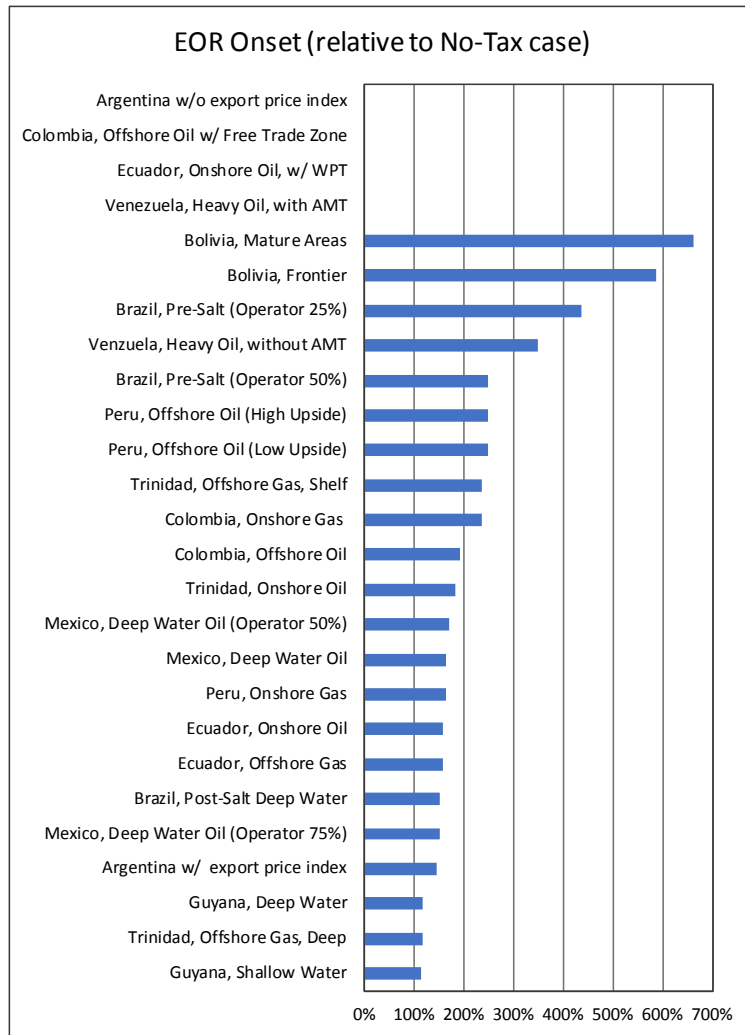 EOR Onset (relative to No-Tax case)
Argentina w/o export price index
Colombia, Offshore Oil w/ Free Trade Zone
Ecuador, Onshore Oil, w/ WPT
Venezuela, Heavy Oil, with AMT
Bolivia, Mature Areas
Bolivia, Frontier
Brazil, Pre-Salt (Operator 25%)
Venzuela, Heavy Oil, without AMT
Brazil, Pre-Salt (Operator 50%)
Peru, Offshore Oil (High Upside)
Peru, Offshore Oil (Low Upside)
Trinidad, Offshore Gas, Shelf
Colombia, Onshore Gas
Colombia, Offshore Oil
Trinidad, Onshore Oil
Mexico, Deep Water Oil (Operator 50%)
Mexico, Deep Water Oil
Peru, Onshore Gas
Ecuador, Onshore Oil
Ecuador, Offshore Gas
Brazil, Post-Salt Deep Water
Mexico, Deep Water Oil (Operator 75%)
Argentina w/ export price index
Guyana, Deep Water
Trinidad, Offshore Gas, Deep
Guyana, Shallow Water
0% 100% 200% 300% 400% 500% 600% 700%